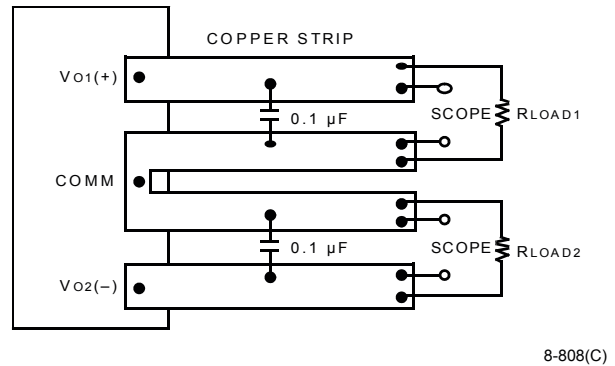 COPPER STRIP
VO1(+)
SCOPE
RLOAD1
0.1 µF
COMM
0.1 µF
SCOPE
RLOAD2
VO2(–)
8-808(C)